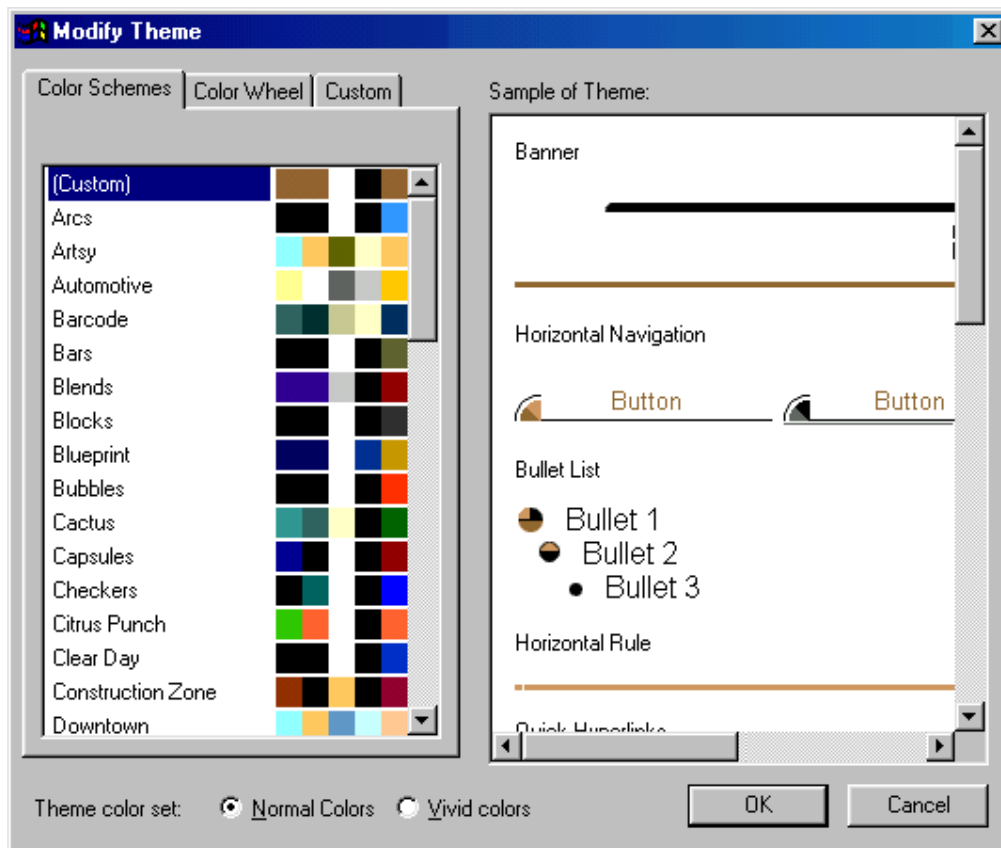 Modify Theme
Color Schemes
Color Wheel
Custom
(Custom)
Arcs
Artsy
Automotive
Barcode
Bars
Blends
Blocks
Blueprint
Bubbles
Cactus
Capsules
Checkers
Citrus Punch
Clear Day
Construction Zone
Downtown
Sample of Theme:
Banner
Horizontal Navigation
Button Button
Bullet List
Bullet 1
Bullet 2
Bullet 3
Horizontal Rule
Quick Hyperlinks
Theme color set: Normal Colors Vivid colors
OK Cancel